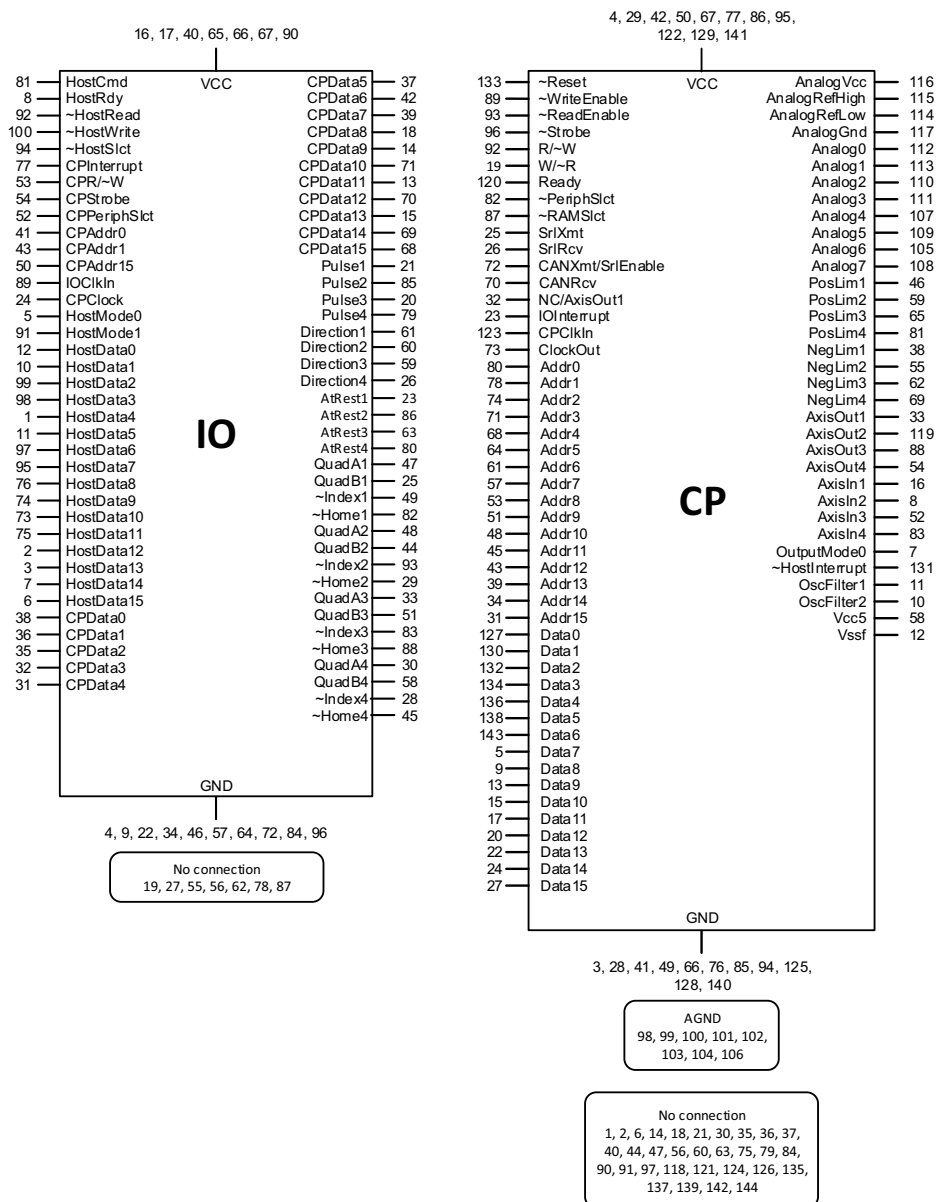 16, 17, 40, 65, 66, 67, 90
VCC
81 HostCmd
8 HostRdy
92 ~HostRead
100 ~HostWrite
94 ~HostSlct
77 CPInterrupt
53 CPR/~W
54 CPStrobe
52 CPPeriphSlct
41 CPAddr0
43 CPAddr1
50 CPAddr15
89 IOClkIn
24 CPClock
5 HostMode0
91 HostMode1
12 HostData0
10 HostData1
99 HostData2
98 HostData3
1 HostData4
11 HostData5
97 HostData6
95 HostData7
76 HostData8
74 HostData9
73 HostData10
75 HostData11
2 HostData12
3 HostData13
7 HostData14
6 HostData15
38 CPData0
36 CPData1
35 CPData2
32 CPData3
31 CPData4
IO
CPData5 37
CPData6 42
CPData7 39
CPData8 18
CPData9 14
CPData10 71
CPData11 13
CPData12 70
CPData13 15
CPData14 69
CPData15 68
Pulse1 21
Pulse2 85
Pulse3 20
Pulse4 79
Direction1 61
Direction2 60
Direction3 59
Direction4 26
AtRest1 23
AtRest2 86
AtRest3 63
AtRest4 80
QuadA1 47
QuadB1 25
~Index1 49
~Home1 82
QuadA2 48
QuadB2 44
~Index2 93
~Home2 29
QuadA3 33
QuadB3 51
~Index3 83
~Home3 88
QuadA4 30
QuadB4 58
~Index4 28
~Home4 45
GND
4, 9, 22, 34, 46, 57, 64, 72, 84, 96
No connection
19, 27, 55, 56, 62, 78, 87
4, 29, 42, 50, 67, 77, 86, 95,
122, 129, 141
VCC
133 ~Reset
89 ~WriteEnable
93 ~ReadEnable
96 ~Strobe
92 R/~W
19 W/~R
120 Ready
82 ~PeriphSlct
87 ~RAMSlct
25 SrlXmt
26 SrlRcv
72 CANXmt/SrlEnable
70 CANRcv
32 NC/AxisOut1
23 IOInterrupt
123 CPClkIn
73 ClockOut
80 Addr0
78 Addr1
74 Addr2
71 Addr3
68 Addr4
64 Addr5
61 Addr6
57 Addr7
53 Addr8
51 Addr9
48 Addr10
45 Addr11
43 Addr12
39 Addr13
34 Addr14
31 Addr15
127 Data0
130 Data1
132 Data2
134 Data3
136 Data4
138 Data5
143 Data6
5 Data7
9 Data8
13 Data9
15 Data10
17 Data11
20 Data12
22 Data13
24 Data14
27 Data15
CP
AnalogVcc 116
AnalogRefHigh 115
AnalogRefLow 114
AnalogGnd 117
Analog0 112
Analog1 113
Analog2 110
Analog3 111
Analog4 107
Analog5 109
Analog6 105
Analog7 108
PosLim1 46
PosLim2 59
PosLim3 65
PosLim4 81
NegLim1 38
NegLim2 55
NegLim3 62
NegLim4 69
AxisOut1 33
AxisOut2 119
AxisOut3 88
AxisOut4 54
AxisIn1 16
AxisIn2 8
AxisIn3 52
AxisIn4 83
OutputMode0 7
~HostInterrupt 131
OscFilter1 11
OscFilter2 10
Vcc5 58
Vssf 12
GND
3, 28, 41, 49, 66, 76, 85, 94, 125,
128, 140
AGND
98, 99, 100, 101, 102,
103, 104, 106
No connection
1, 2, 6, 14, 18, 21, 30, 35, 36, 37,
40, 44, 47, 56, 60, 63, 75, 79, 84,
90, 91, 97, 118, 121, 124, 126, 135,
137, 139, 142, 144